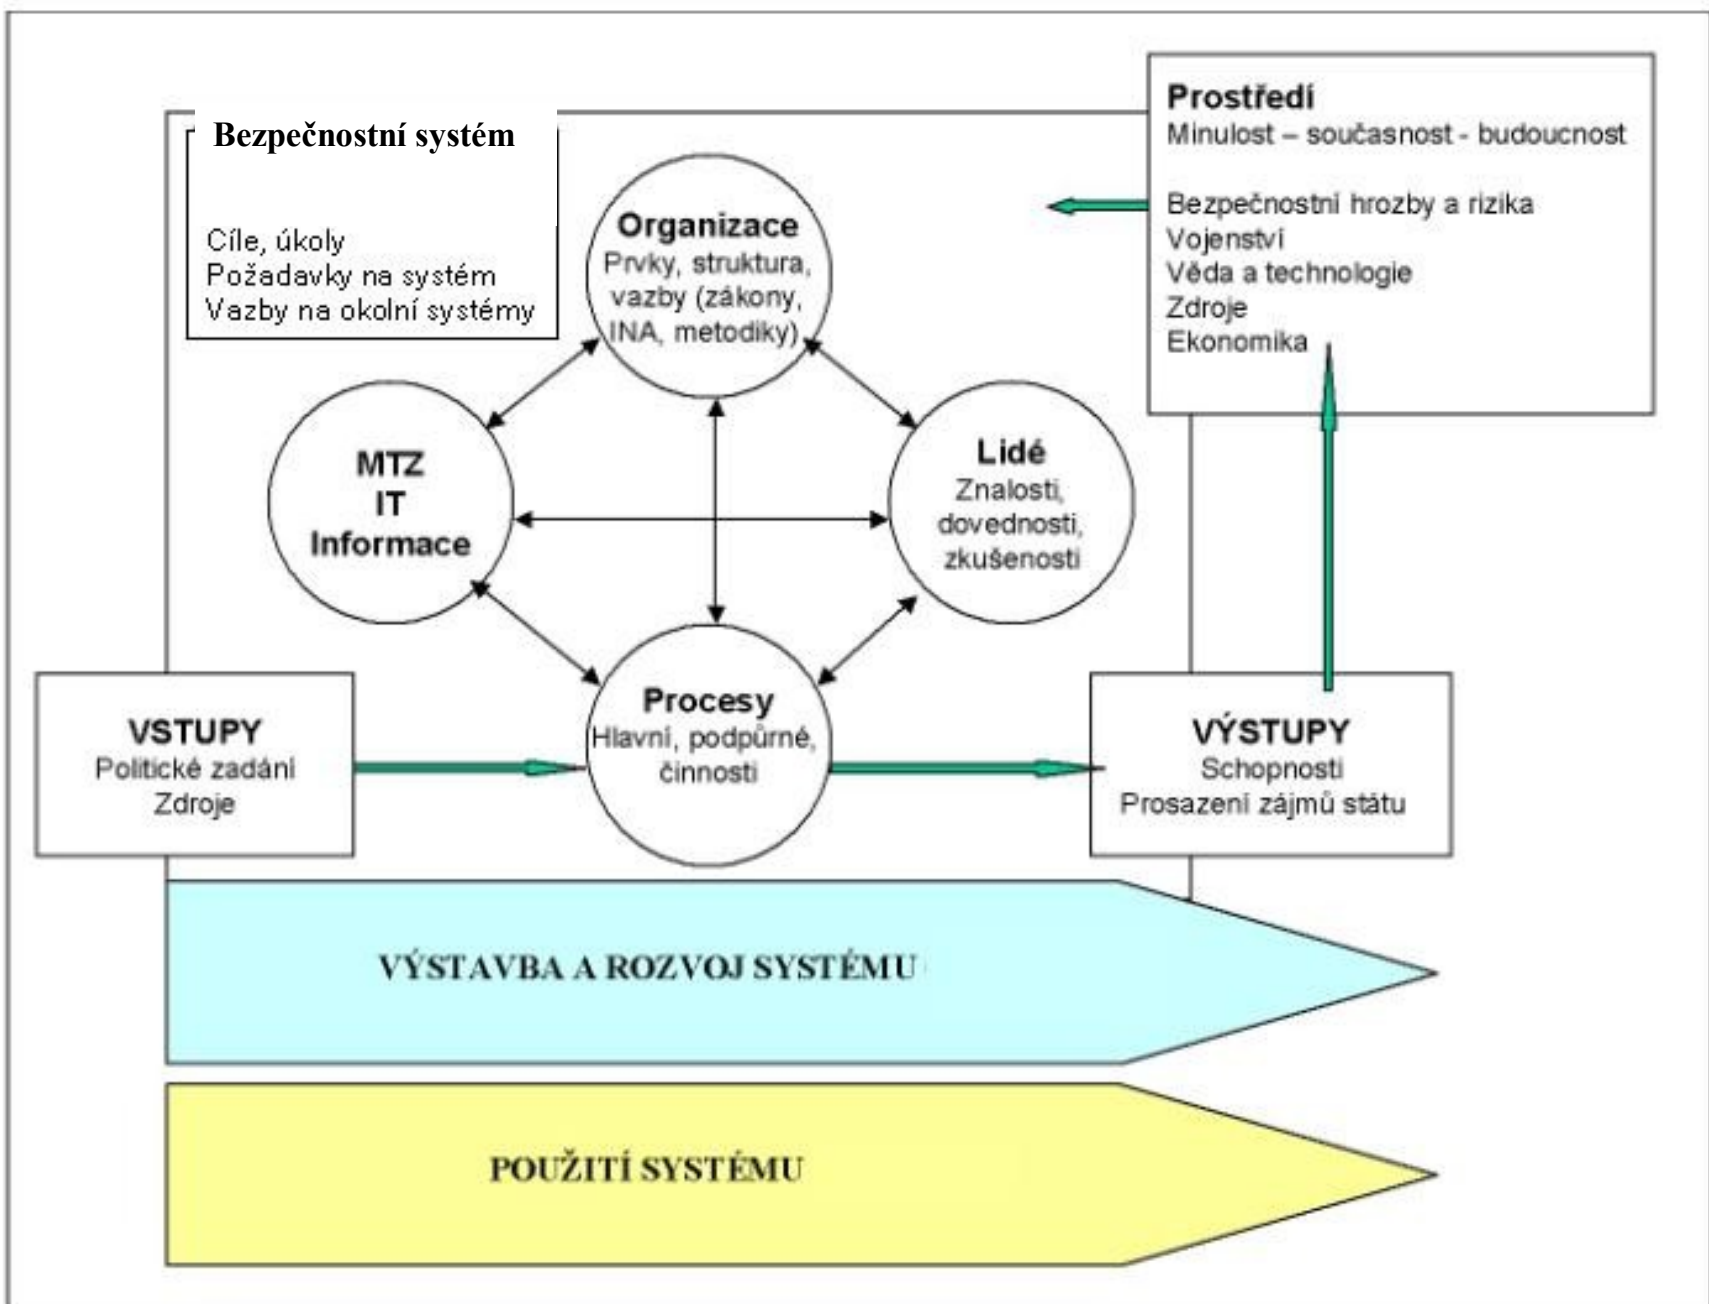 Bezpečnostní systém
Cíle, úkoly
Požadavky na systém
Vazby na okolní systémy
Organizace
Prvky, struktura,
vazby (zákony,
INA, metodiky)
Prostředí
Minulost – současnost - budoucnost
Bezpečnostní hrozby a rizika
Vojenství
Věda a technologie
Zdroje
Ekonomika
MTZ
IT
Informace
Lidé
Znalosti,
dovednosti,
zkušenosti
VSTUPY
Politické zadání
Zdroje
Procesy
Hlavní, podpůrné,
činnosti
VÝSTUPY
Schopnosti
Prosazení zájmů státu
VÝSTAVBA A ROZVOJ SYSTÉMU
POUŽITÍ SYSTÉMU